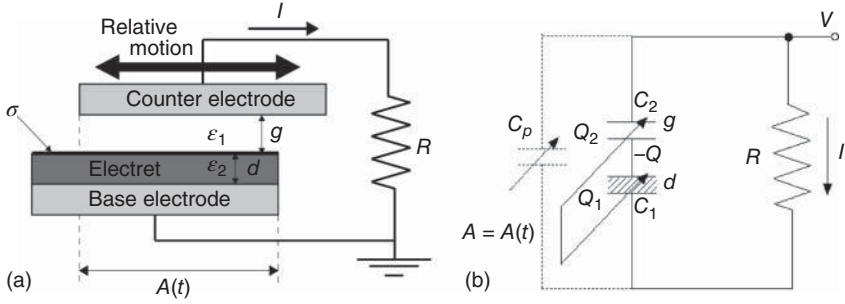 Relative
motion
I
Counter electrode
σ
ε1
g
Electret
ε2
d
Base electrode
R
(a)
A(t)
V
C2
g
Cp
Q2
−Q
d
Q1
C1
R
I
A = A(t)
(b)